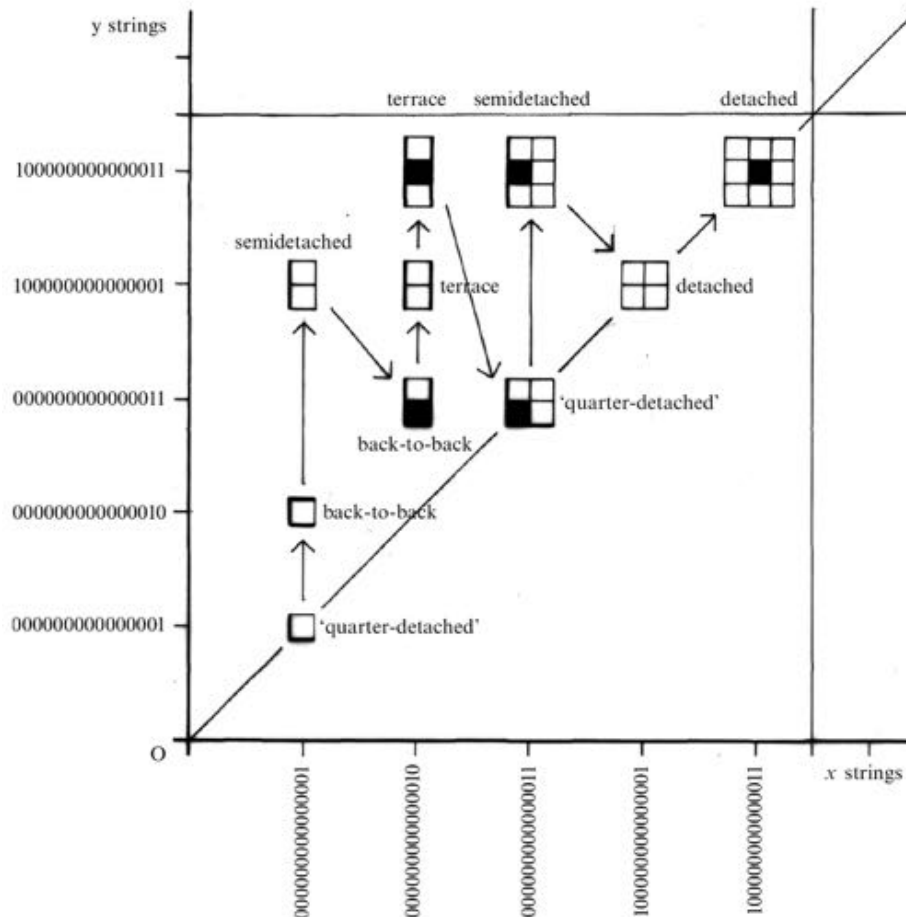 y strings
terrace
semidetached
detached
100000000000011
semidetached
100000000000001
terrace
detached
000000000000011
'quarter-detached'
back-to-back
000000000000010
back-to-back
000000000000001
'quarter-detached'
O
x strings
000000000000001
000000000000010
000000000000011
100000000000001
100000000000011